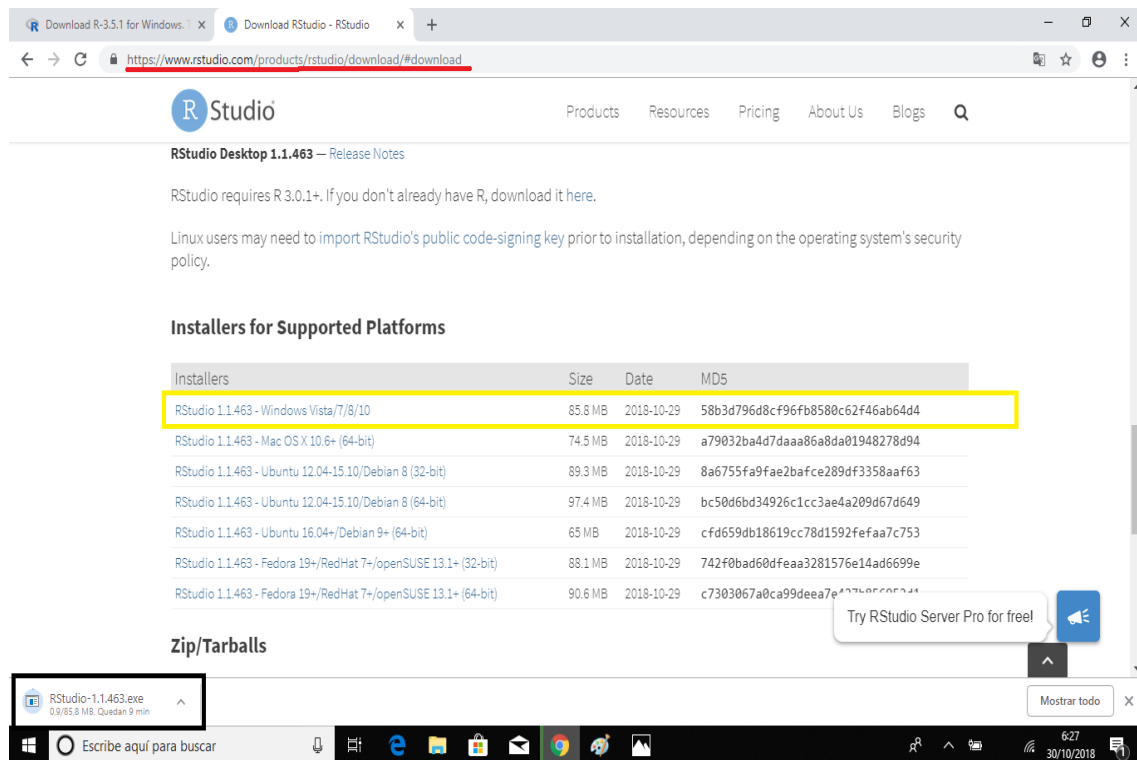 Download R-3.5.1 for Windows. T
Download RStudio - RStudio
https://www.rstudio.com/products/rstudio/download/#download
R Studio
Products Resources Pricing About Us Blogs
RStudio Desktop 1.1.463 — Release Notes
RStudio requires R 3.0.1+. If you don't already have R, download it here.
Linux users may need to import RStudio's public code-signing key prior to installation, depending on the operating system's security
policy.
Installers for Supported Platforms
Installers Size Date MD5
RStudio 1.1.463 - Windows Vista/7/8/10 85.8 MB 2018-10-29 58b3d796d8cf96fb8580c62f46ab64d4
RStudio 1.1.463 - Mac OS X 10.6+ (64-bit) 74.5 MB 2018-10-29 a79032ba4d7daaa86a8da01948278d94
RStudio 1.1.463 - Ubuntu 12.04-15.10/Debian 8 (32-bit) 89.3 MB 2018-10-29 8a6755fa9fae2bafce289df3358aaf63
RStudio 1.1.463 - Ubuntu 12.04-15.10/Debian 8 (64-bit) 97.4 MB 2018-10-29 bc50d6bd34926c1cc3ae4a209d67d649
RStudio 1.1.463 - Ubuntu 16.04+/Debian 9+ (64-bit) 65 MB 2018-10-29 cfd659db18619cc78d1592fefaa7c753
RStudio 1.1.463 - Fedora 19+/RedHat 7+/openSUSE 13.1+ (32-bit) 88.1 MB 2018-10-29 742f0bad60dfeaa3281576e14ad6699e
RStudio 1.1.463 - Fedora 19+/RedHat 7+/openSUSE 13.1+ (64-bit) 90.6 MB 2018-10-29
Try RStudio Server Pro for free!
Zip/Tarballs
RStudio-1.1.463.exe
0,9/85,8 MB, Quedan 9 min
Mostrar todo
Escribe aquí para buscar
6:27
30/10/2018
1